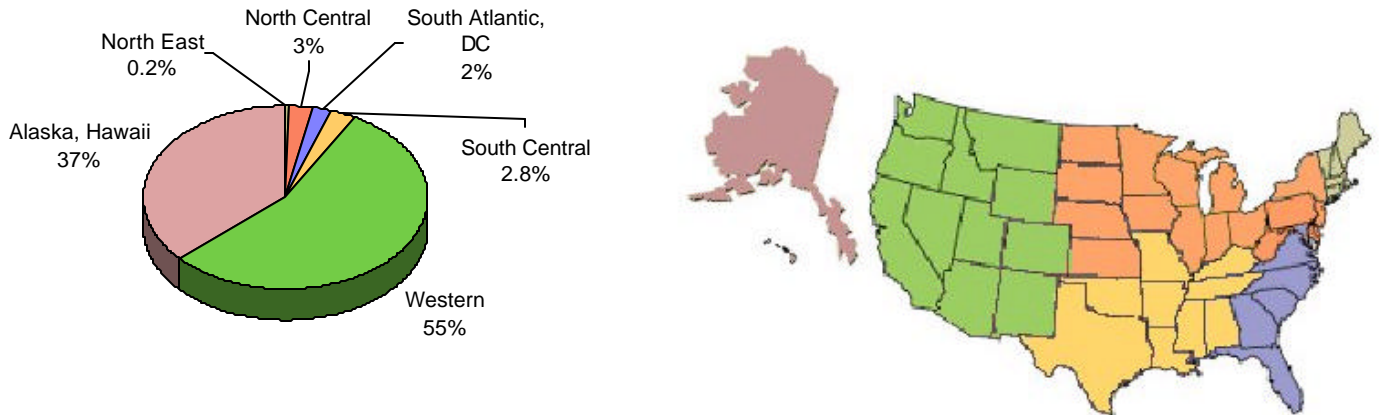 North Central
3%
South Atlantic,
DC
2%
North East
0.2%
Alaska, Hawaii
37%
South Central
2.8%
Western
55%